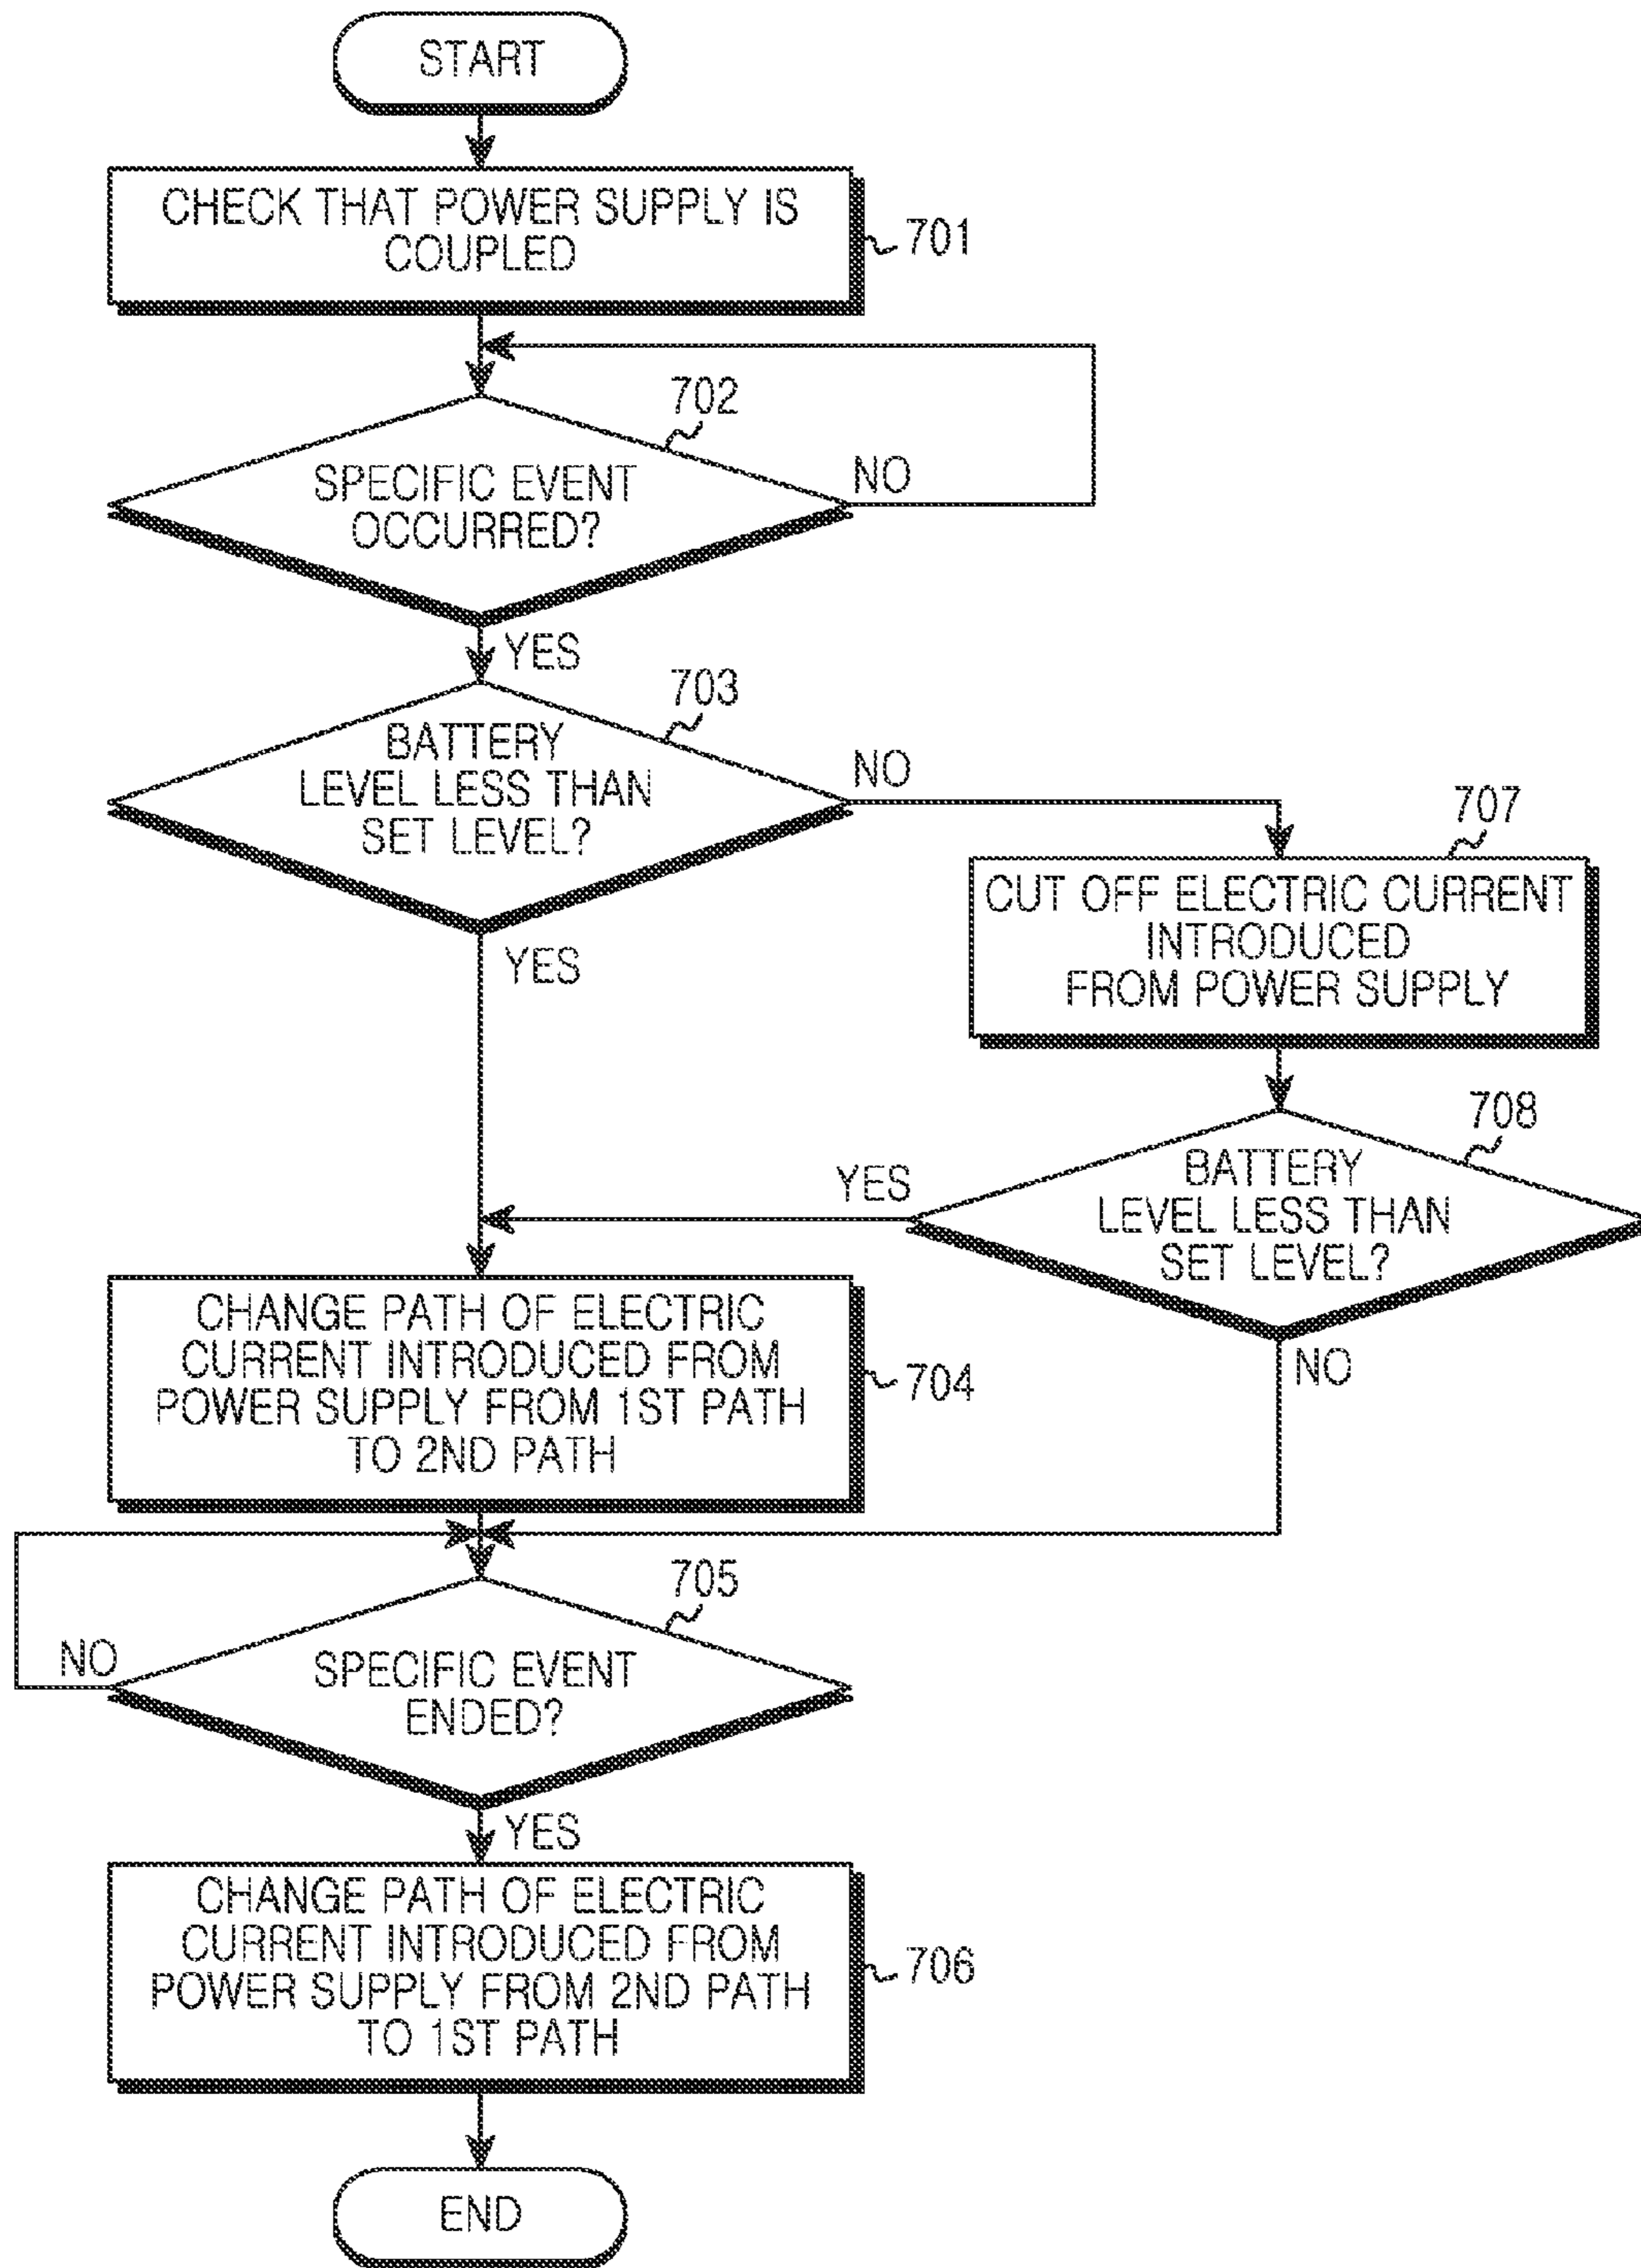 START
CHECK THAT POWER SUPPLY IS
COUPLED
701
702
SPECIFIC EVENT
OCCURRED?
NO
YES
703
BATTERY
LEVEL LESS THAN
SET LEVEL?
NO
YES
707
CUT OFF ELECTRIC CURRENT
INTRODUCED
FROM POWER SUPPLY
708
BATTERY
LEVEL LESS THAN
SET LEVEL?
YES
NO
CHANGE PATH OF ELECTRIC
CURRENT INTRODUCED FROM
POWER SUPPLY FROM 1ST PATH
TO 2ND PATH
704
705
SPECIFIC EVENT
ENDED?
NO
YES
CHANGE PATH OF ELECTRIC
CURRENT INTRODUCED FROM
POWER SUPPLY FROM 2ND PATH
TO 1ST PATH
706
END